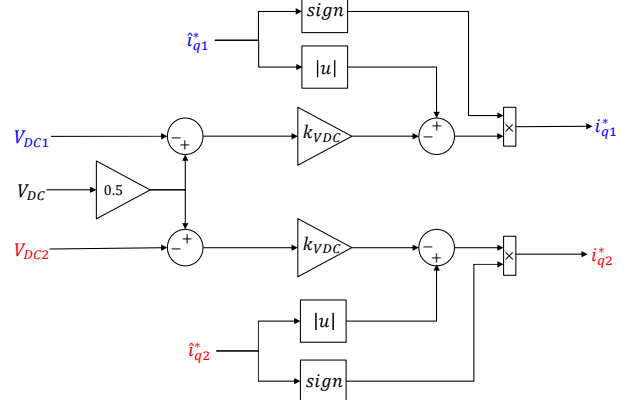 sign
î*q1
|u|
− +
kVDC
− +
×
i*q1
VDC1
VDC
0.5
VDC2
− +
kVDC
− +
×
i*q2
|u|
î*q2
sign